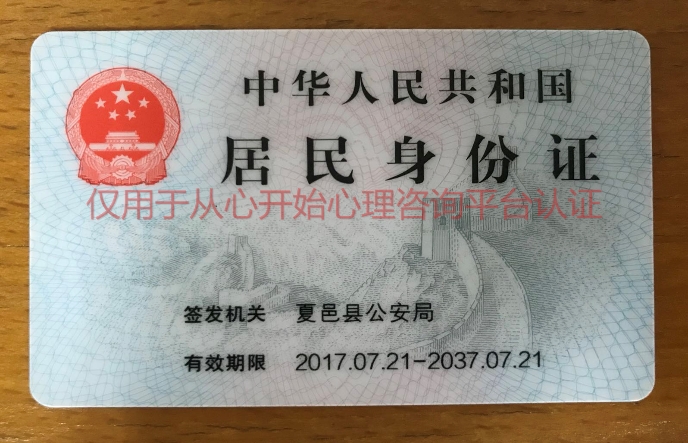 中华人民共和国
居民身份证
仅用于从心开始心理咨询平台认证
签发机关 夏邑县公安局
有效期限 2017.07.21-2037.07.21